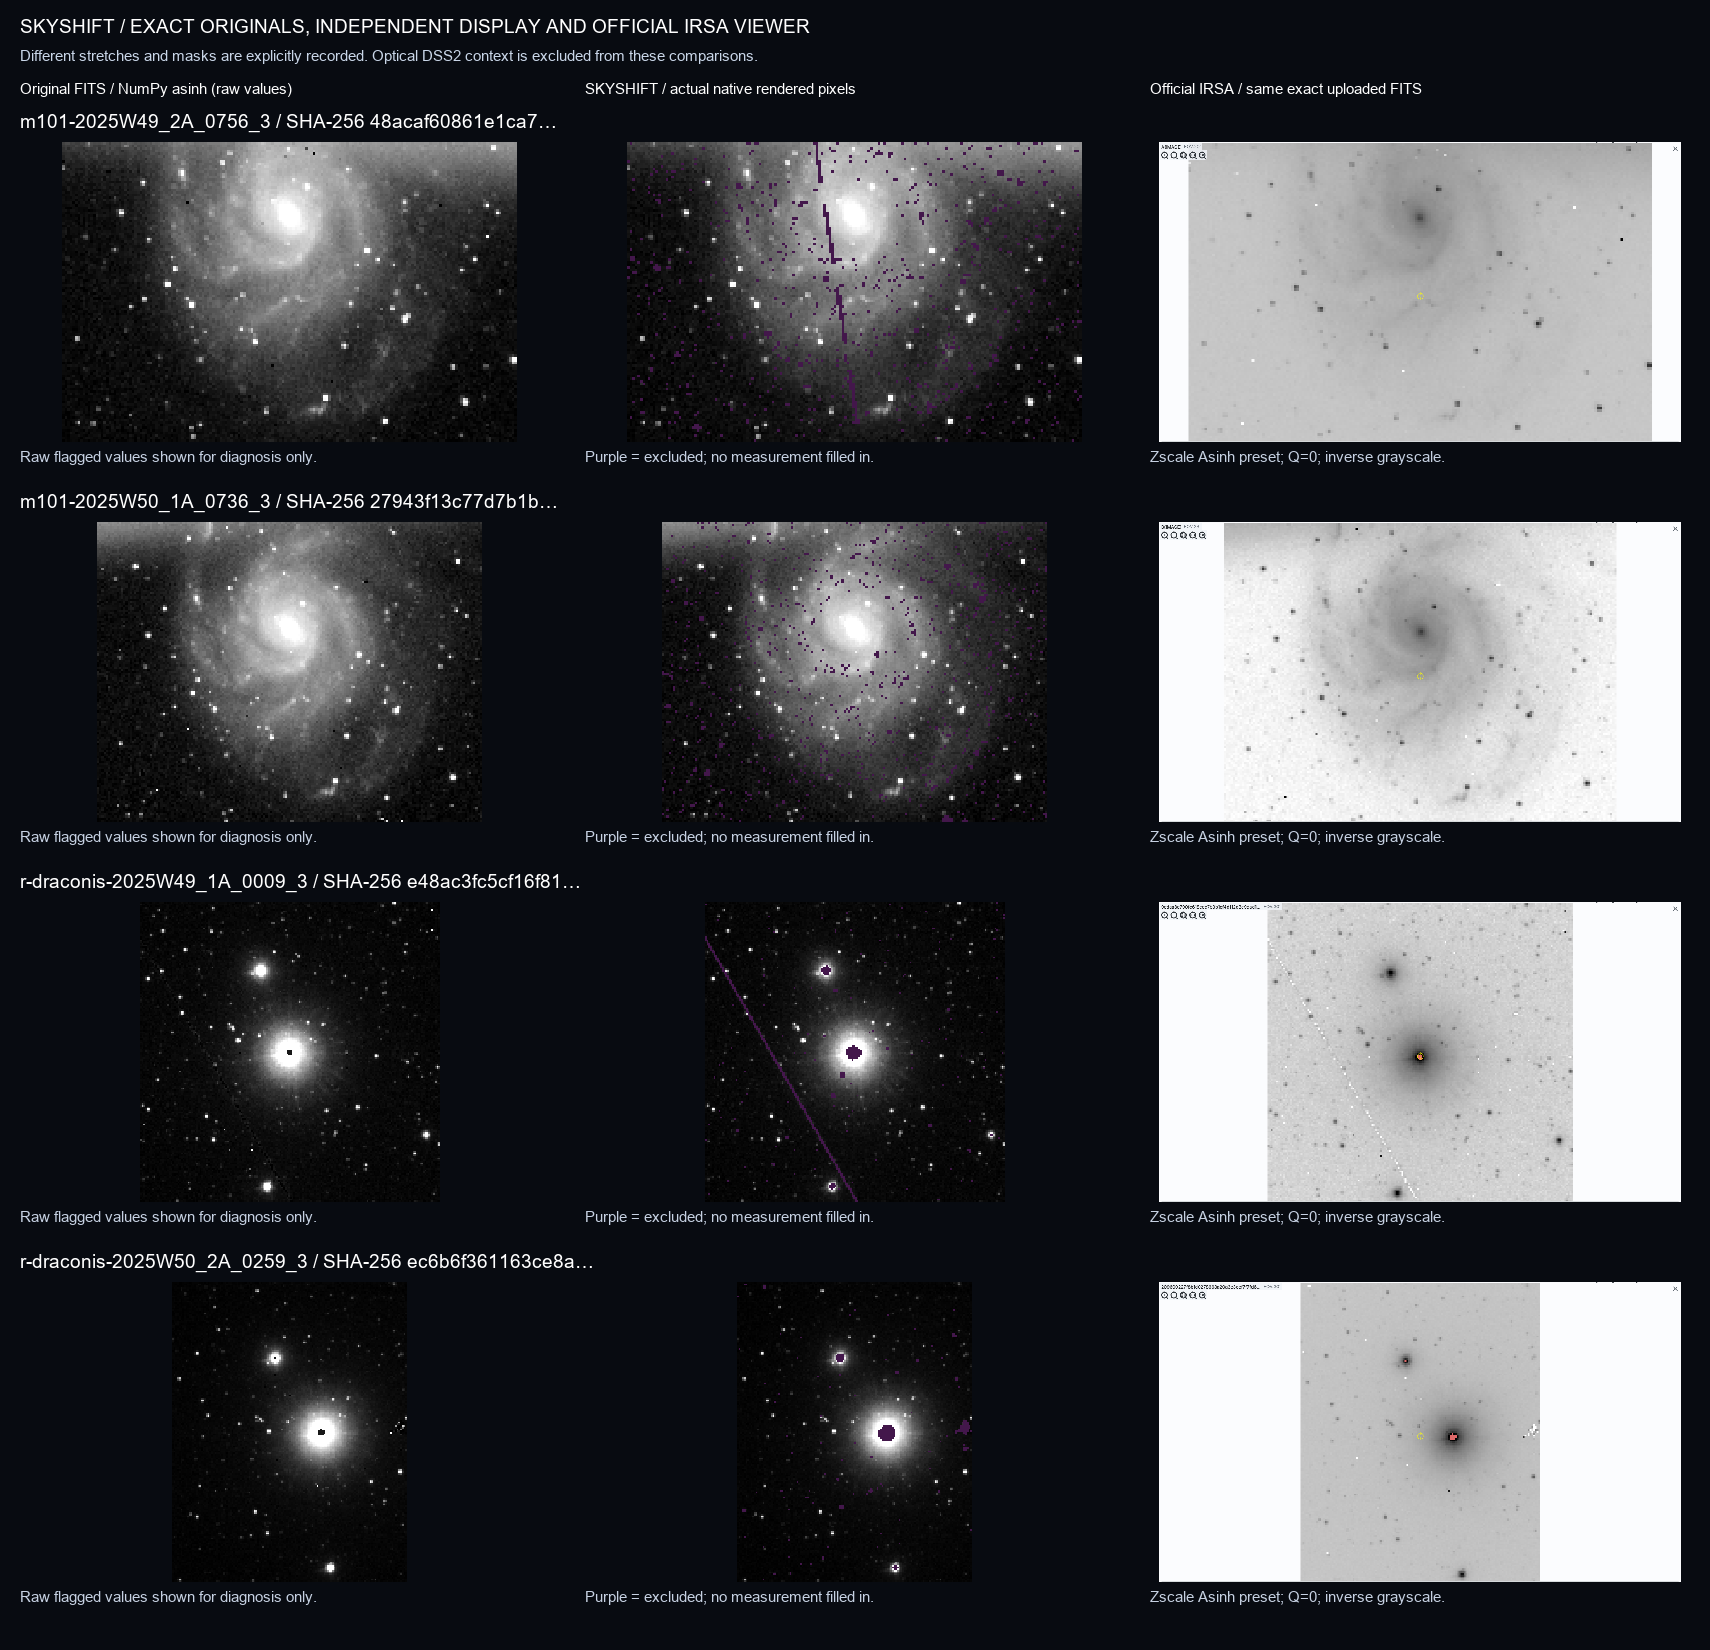 SKYSHIFT / EXACT ORIGINALS, INDEPENDENT DISPLAY AND OFFICIAL IRSA VIEWER
Different stretches and masks are explicitly recorded. Optical DSS2 context is excluded from these comparisons.
Original FITS / NumPy asinh (raw values)
SKYSHIFT / actual native rendered pixels
Official IRSA / same exact uploaded FITS
m101-2025W49_2A_0756_3 / SHA-256 48acaf60861e1ca7…
Raw flagged values shown for diagnosis only.
Purple = excluded; no measurement filled in.
Zscale Asinh preset; Q=0; inverse grayscale.
m101-2025W50_1A_0736_3 / SHA-256 27943f13c77d7b1b…
Raw flagged values shown for diagnosis only.
Purple = excluded; no measurement filled in.
Zscale Asinh preset; Q=0; inverse grayscale.
r-draconis-2025W49_1A_0009_3 / SHA-256 e48ac3fc5cf16f81…
Raw flagged values shown for diagnosis only.
Purple = excluded; no measurement filled in.
Zscale Asinh preset; Q=0; inverse grayscale.
r-draconis-2025W50_2A_0259_3 / SHA-256 ec6b6f361163ce8a…
Raw flagged values shown for diagnosis only.
Purple = excluded; no measurement filled in.
Zscale Asinh preset; Q=0; inverse grayscale.